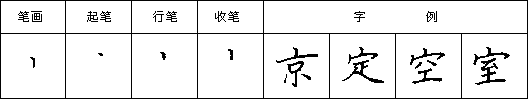 笔画 起笔 行笔 收笔 字 例
京 定 空 室